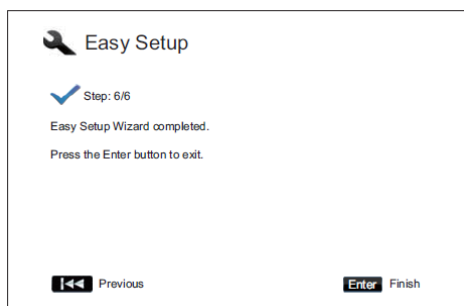 Easy Setup
Step: 6/6
Easy Setup Wizard completed.
Press the Enter button to exit.
Previous
Enter Finish